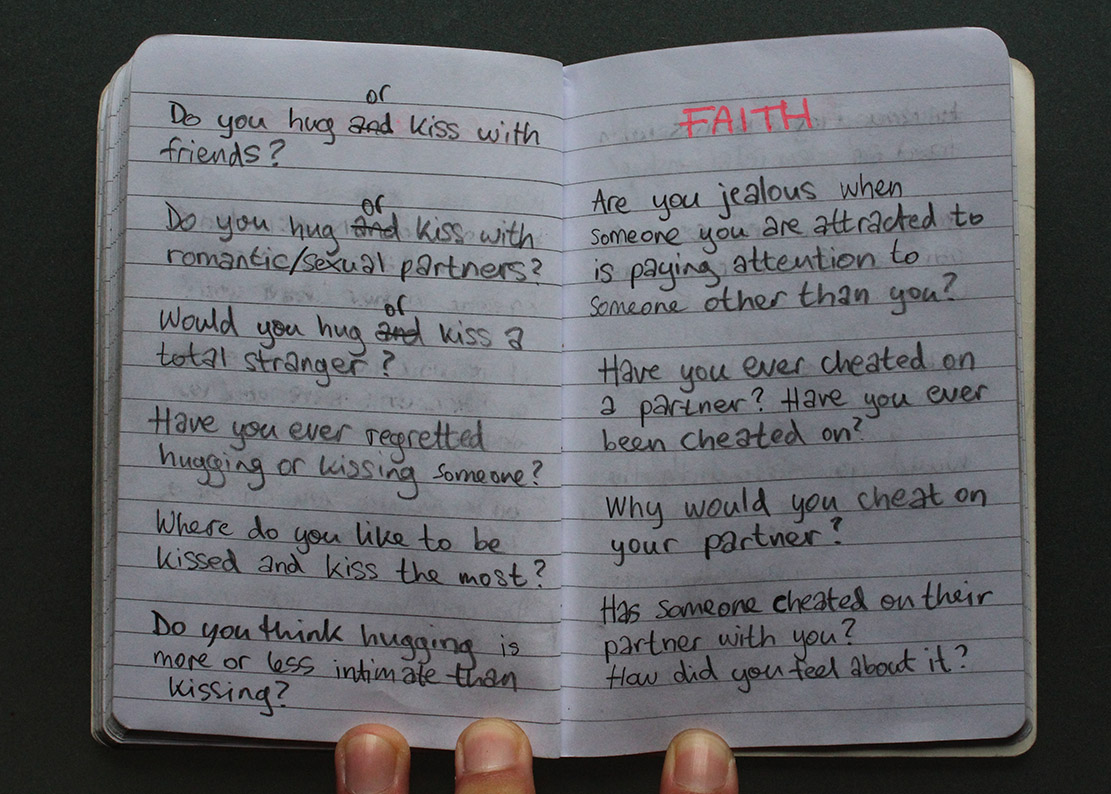 or
Do you hug and kiss with
friends?
or
Do you hug and kiss with
romantic/sexual partners?
or
Would you hug and kiss a
total stranger?
Have you ever regretted
hugging or kissing someone?
Where do you like to be
kissed and kiss the most?
Do you think hugging is
more or less intimate than
kissing?
FAITH
Are you jealous when
someone you are attracted to
is paying attention to
someone other than you?
Have you ever cheated on
a partner? Have you ever
been cheated on?
Why would you cheat on
your partner?
Has someone cheated on their
partner with you?
How did you feel about it?